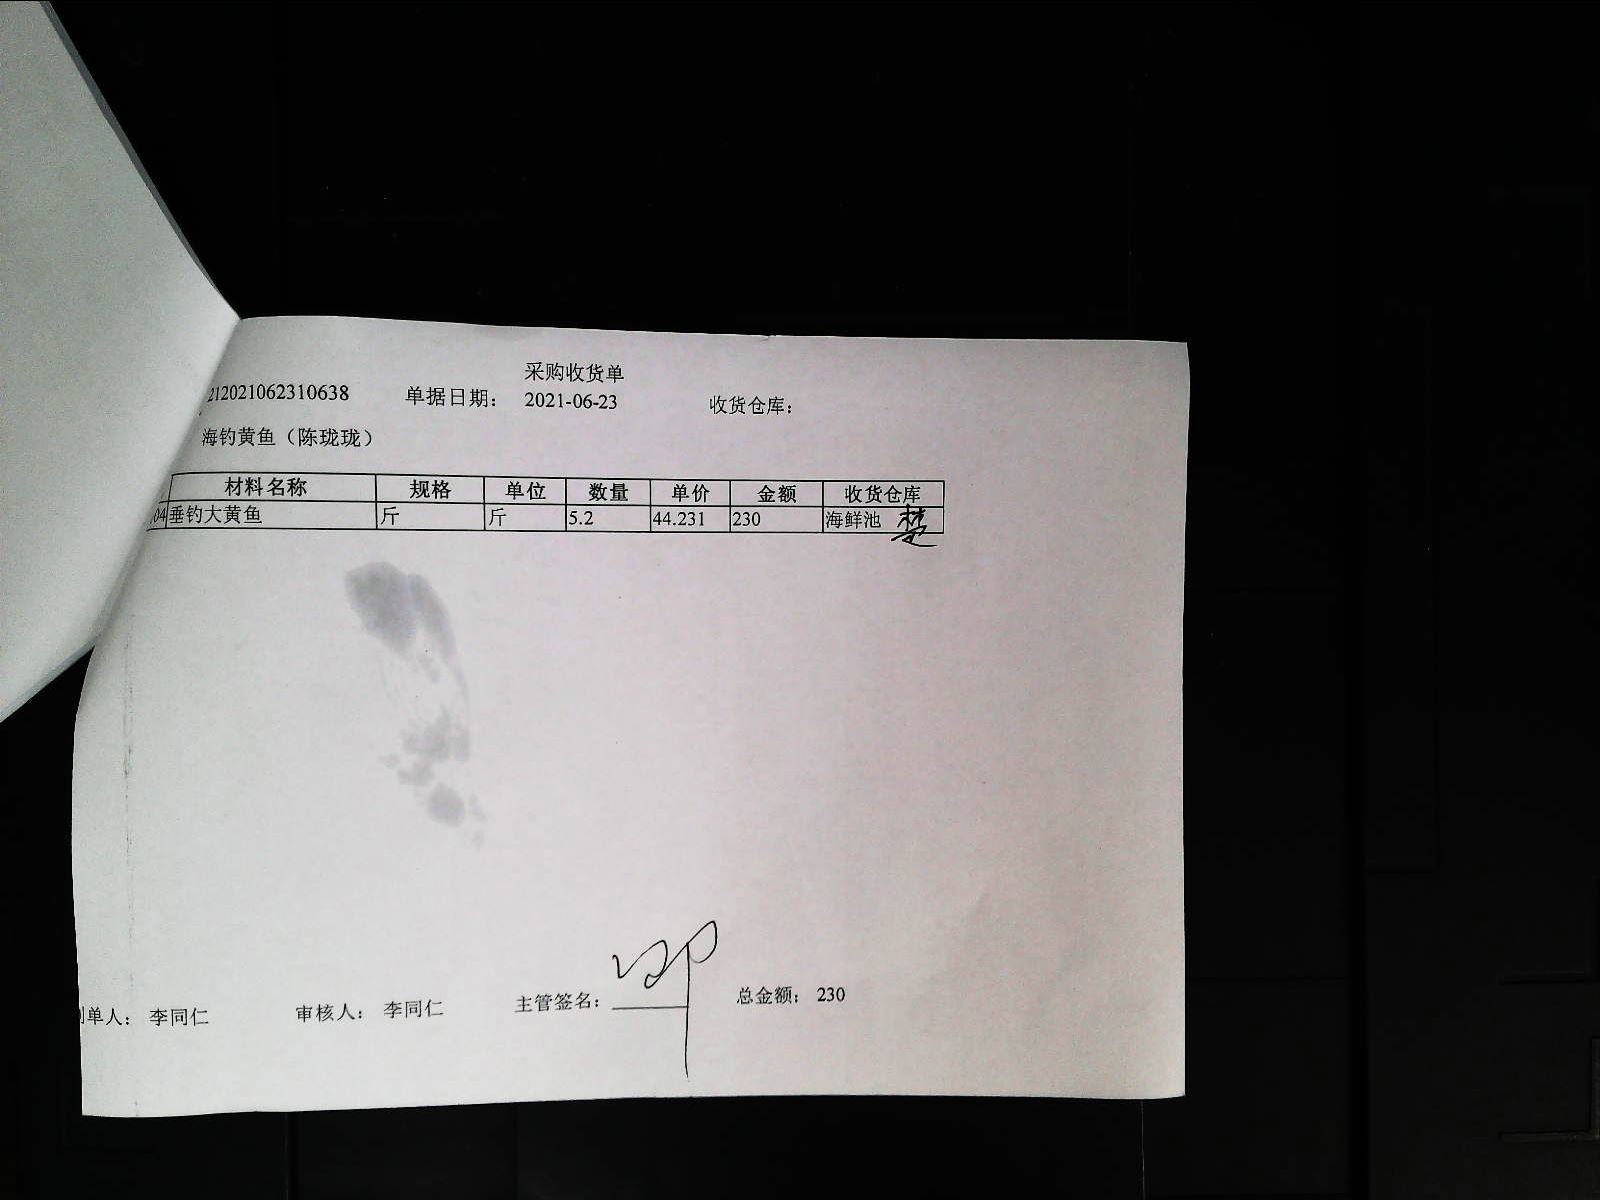 采购收货单
212021062310638 单据日期： 2021-06-23 收货仓库：
海钓黄鱼（陈珑珑）
材料名称 规格 单位 数量 单价 金额 收货仓库
04 垂钓大黄鱼 斤 斤 5.2 44.231 230 海鲜池 楚
单人： 李同仁 审核人： 李同仁 主管签名： 总金额： 230